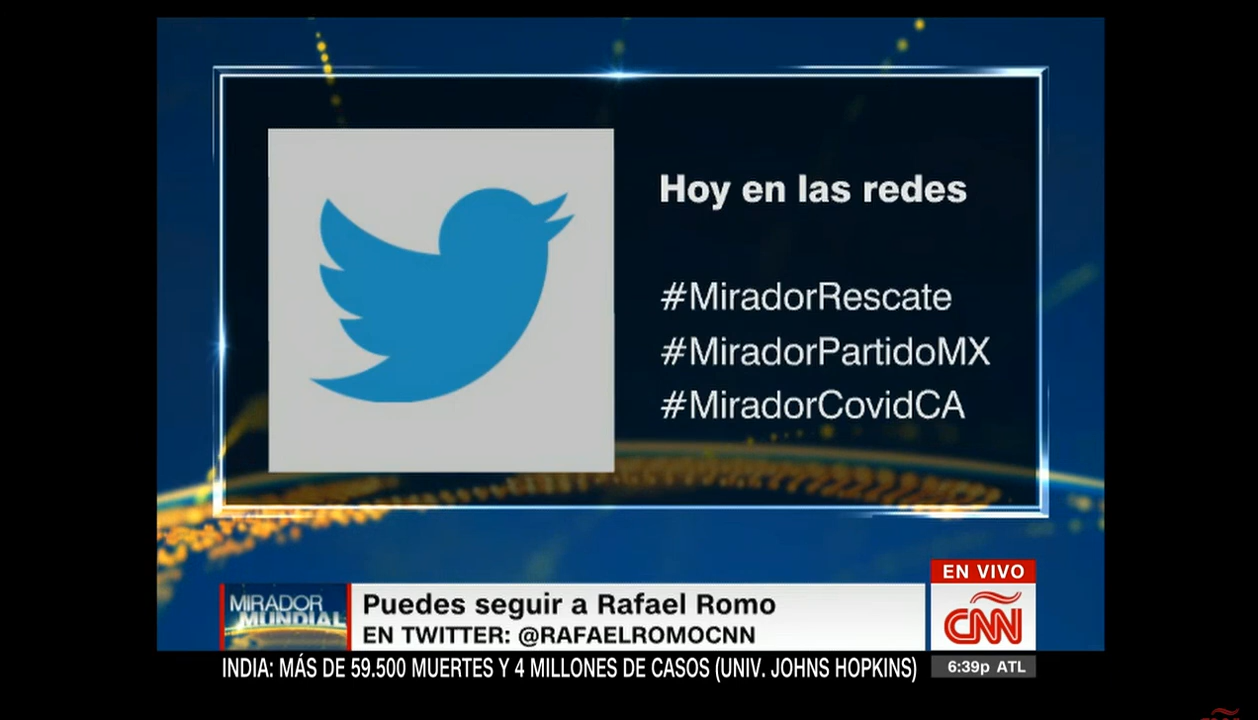 Hoy en las redes
#MiradorRescate
#MiradorPartidoMX
#MiradorCovidCA
EN VIVO
MIRADOR
MUNDIAL
Puedes seguir a Rafael Romo
EN TWITTER: @RAFAELROMOCNN
CNN
INDIA: MÁS DE 59.500 MUERTES Y 4 MILLONES DE CASOS (UNIV. JOHNS HOPKINS)
6:39p ATL